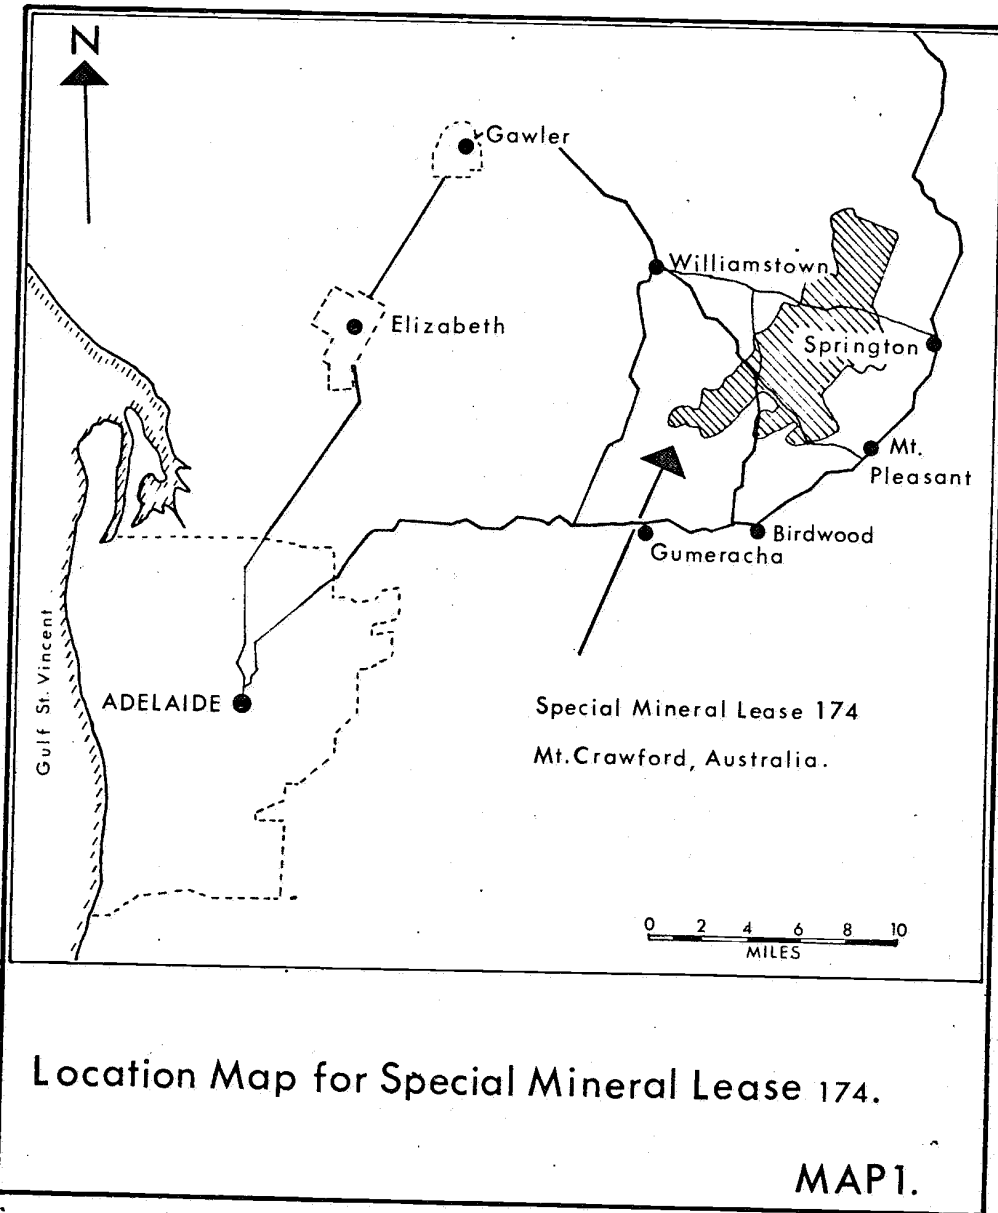 N
Gawler
Williamstown
Elizabeth
Springton
Mt.
Pleasant
Birdwood
Gumeracha
Gulf St. Vincent
ADELAIDE
Special Mineral Lease 174
Mt.Crawford, Australia.
0 2 4 6 8 10
MILES
Location Map for Special Mineral Lease 174.
MAP1.